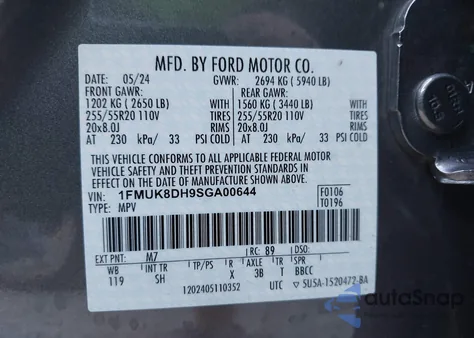 MFD. BY FORD MOTOR CO.
DATE: 05/24 GVWR: 2694 KG ( 5940 LB)
FRONT GAWR: REAR GAWR:
1202 KG ( 2650 LB) WITH 1560 KG ( 3440 LB) WITH
255/55R20 110V TIRES 255/55R20 110V TIRES
20x8.0J RIMS 20x8.0J RIMS
AT 230 kPa/ 33 PSI COLD AT 230 kPa/ 33 PSI COLD
THIS VEHICLE CONFORMS TO ALL APPLICABLE FEDERAL MOTOR
VEHICLE SAFETY AND THEFT PREVENTION STANDARDS IN EFFECT
ON THE DATE OF MANUFACTURE SHOWN ABOVE.
VIN: 1FMUK8DH9SGA00644 F0106
TYPE: MPV T0196
EXT PNT: M7 RC: 89 DSO:
WB INT TR TP/PS R AXLE TR SPR
119 SH X 3B T BBCC
1202405110352 UTC ▽ 5U5A-1520472-BA
10.9
autoSnap